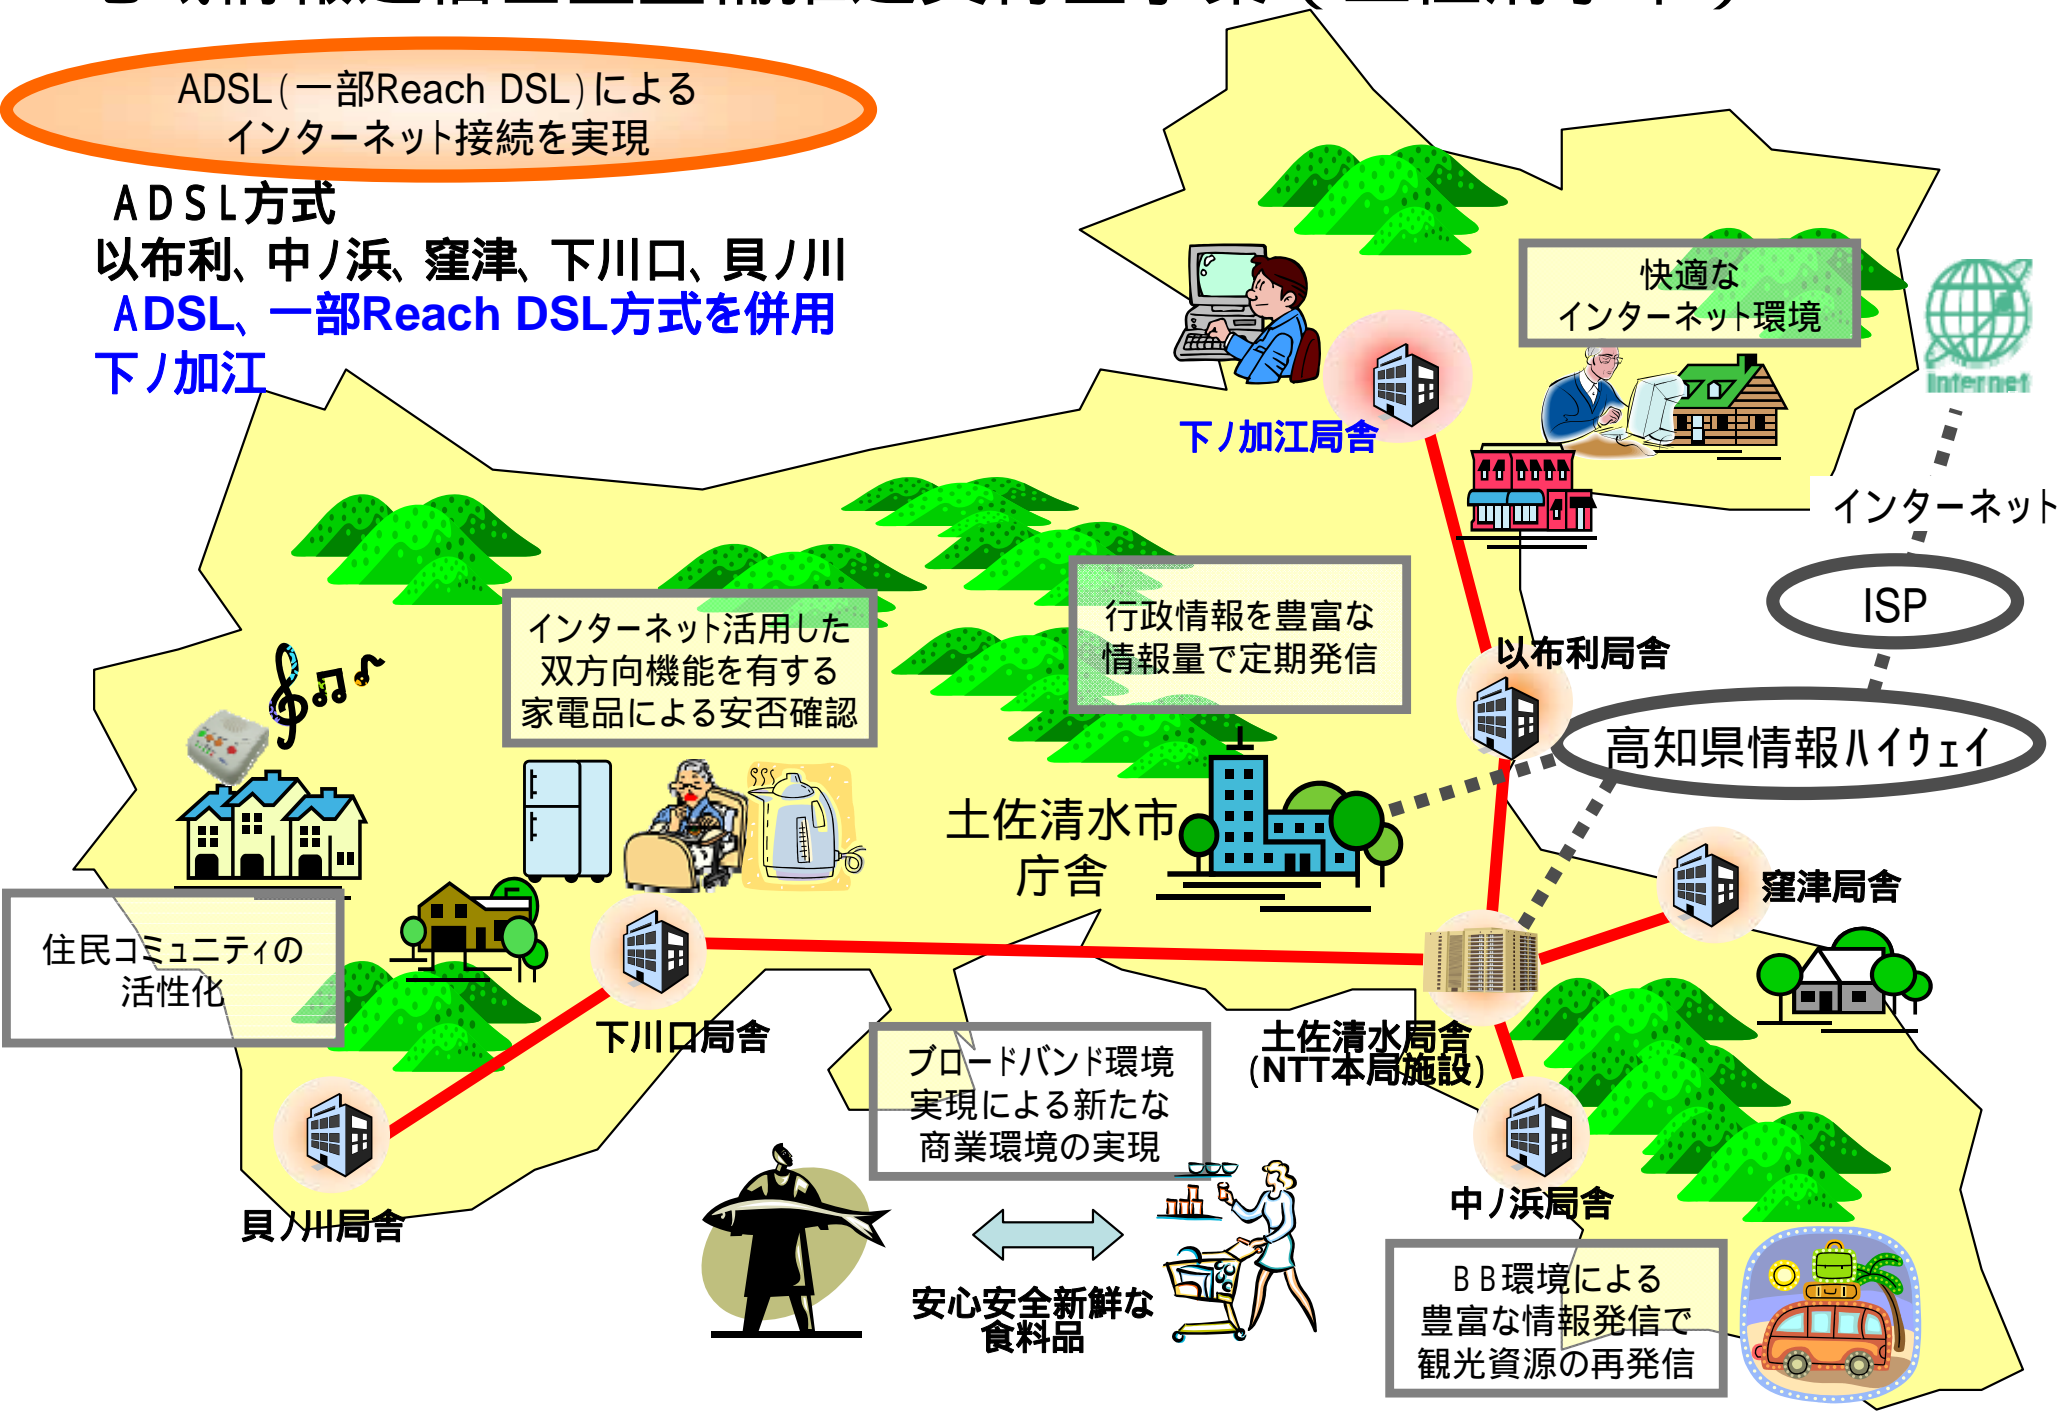 ADSL(一部Reach DSL)による
インターネット接続を実現
ADSL方式
以布利、中ノ浜、窪津、下川口、貝ノ川
ADSL、一部Reach DSL方式を併用
下ノ加江
快適な
インターネット環境
Internet
下ノ加江局舎
インターネット
ISP
行政情報を豊富な
情報量で定期発信
インターネット活用した
双方向機能を有する
家電品による安否確認
以布利局舎
高知県情報ハイウェイ
土佐清水市
庁舎
窪津局舎
住民コミュニティの
活性化
下川口局舎
土佐清水局舎
(NTT本局施設)
ブロードバンド環境
実現による新たな
商業環境の実現
貝ノ川局舎
中ノ浜局舎
安心安全新鮮な
食料品
BB環境による
豊富な情報発信で
観光資源の再発信